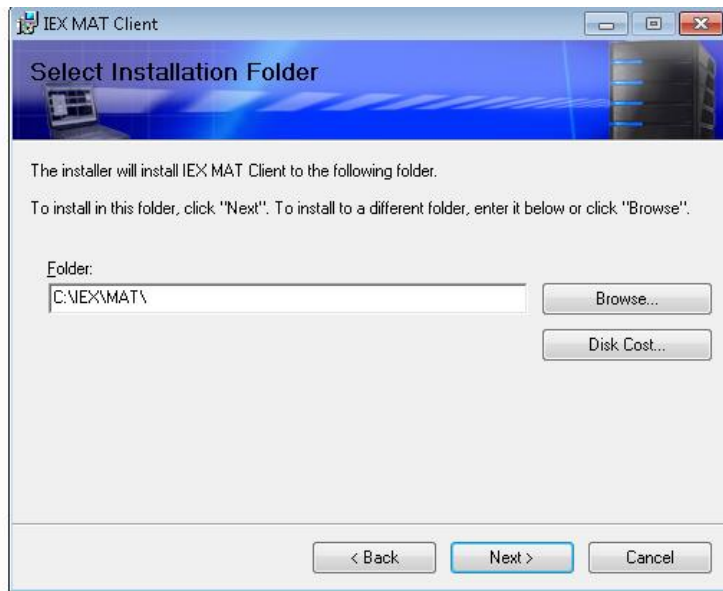 IEX MAT Client
Select Installation Folder
The installer will install IEX MAT Client to the following folder.
To install in this folder, click "Next". To install to a different folder, enter it below or click "Browse".
Folder:
C:\IEX\MAT\
Browse...
Disk Cost...
< Back
Next >
Cancel